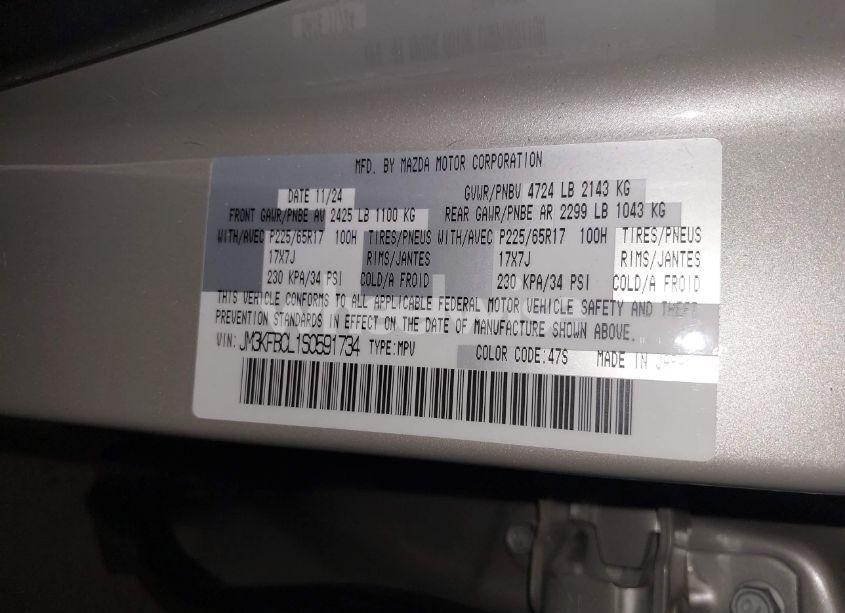 MFD. BY MAZDA MOTOR CORPORATION
DATE 11/24 GVWR/PNBV 4724 LB 2143 KG
FRONT GAWR/PNBE AV 2425 LB 1100 KG REAR GAWR/PNBE AR 2299 LB 1043 KG
WITH/AVEC P225/65R17 100H TIRES/PNEUS WITH/AVEC P225/65R17 100H TIRES/PNEUS
17X7J RIMS/JANTES 17X7J RIMS/JANTES
230 KPA/34 PSI COLD/A FROID 230 KPA/34 PSI COLD/A FROID
THIS VEHICLE CONFORMS TO ALL APPLICABLE FEDERAL MOTOR VEHICLE SAFETY AND THEFT
PREVENTION STANDARDS IN EFFECT ON THE DATE OF MANUFACTURE SHOWN ABOVE.
VIN: JM3KFBCL1S0591734 TYPE:MPV COLOR CODE:47S MADE IN